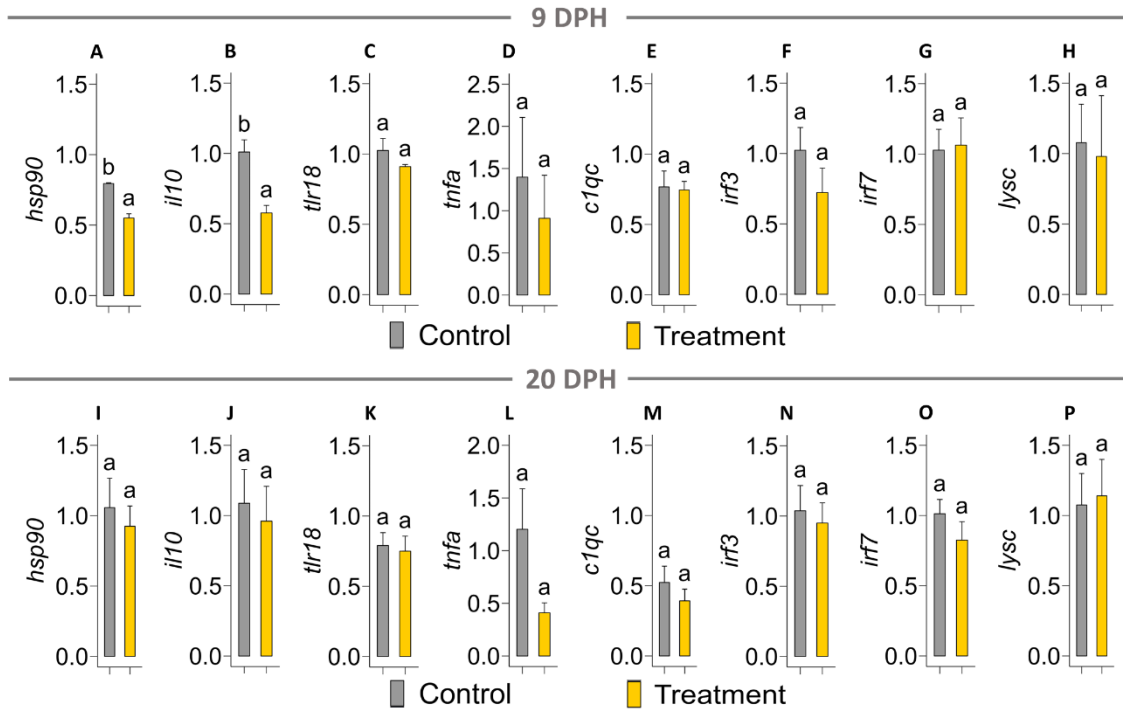 9 DPH
A B C D E F G H
hsp90 1.5 1.0 0.5 0.0 b a
il10 1.5 1.0 0.5 0.0 b a
tlr18 1.5 1.0 0.5 0.0 a a
tnfa 2.5 2.0 1.5 1.0 0.5 0.0 a a
c1qc 1.5 1.0 0.5 0.0 a a
irf3 1.5 1.0 0.5 0.0 a a
irf7 1.5 1.0 0.5 0.0 a a
lysc 1.5 1.0 0.5 0.0 a a
Control Treatment
20 DPH
I J K L M N O P
hsp90 1.5 1.0 0.5 0.0 a a
il10 1.5 1.0 0.5 0.0 a a
tlr18 1.5 1.0 0.5 0.0 a a
tnfa 2.0 1.5 1.0 0.5 0.0 a a
c1qc 1.5 1.0 0.5 0.0 a a
irf3 1.5 1.0 0.5 0.0 a a
irf7 1.5 1.0 0.5 0.0 a a
lysc 1.5 1.0 0.5 0.0 a a
Control Treatment